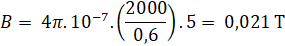 B = 4π. 10⁻⁷. (2000/0,6) . 5 = 0,021 T